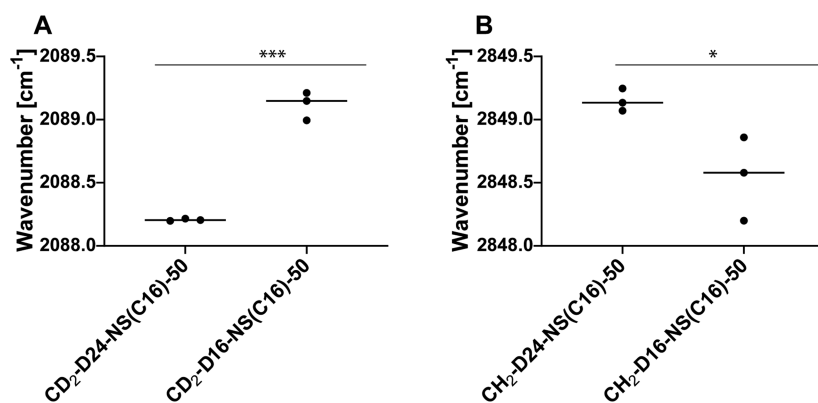 A
B
Wavenumber [cm⁻¹]
2089.5
2089.0
2088.5
2088.0
***
CD₂-D24-NS(C16)-50
CD₂-D16-NS(C16)-50
Wavenumber [cm⁻¹]
2849.5
2849.0
2848.5
2848.0
*
CH₂-D24-NS(C16)-50
CH₂-D16-NS(C16)-50